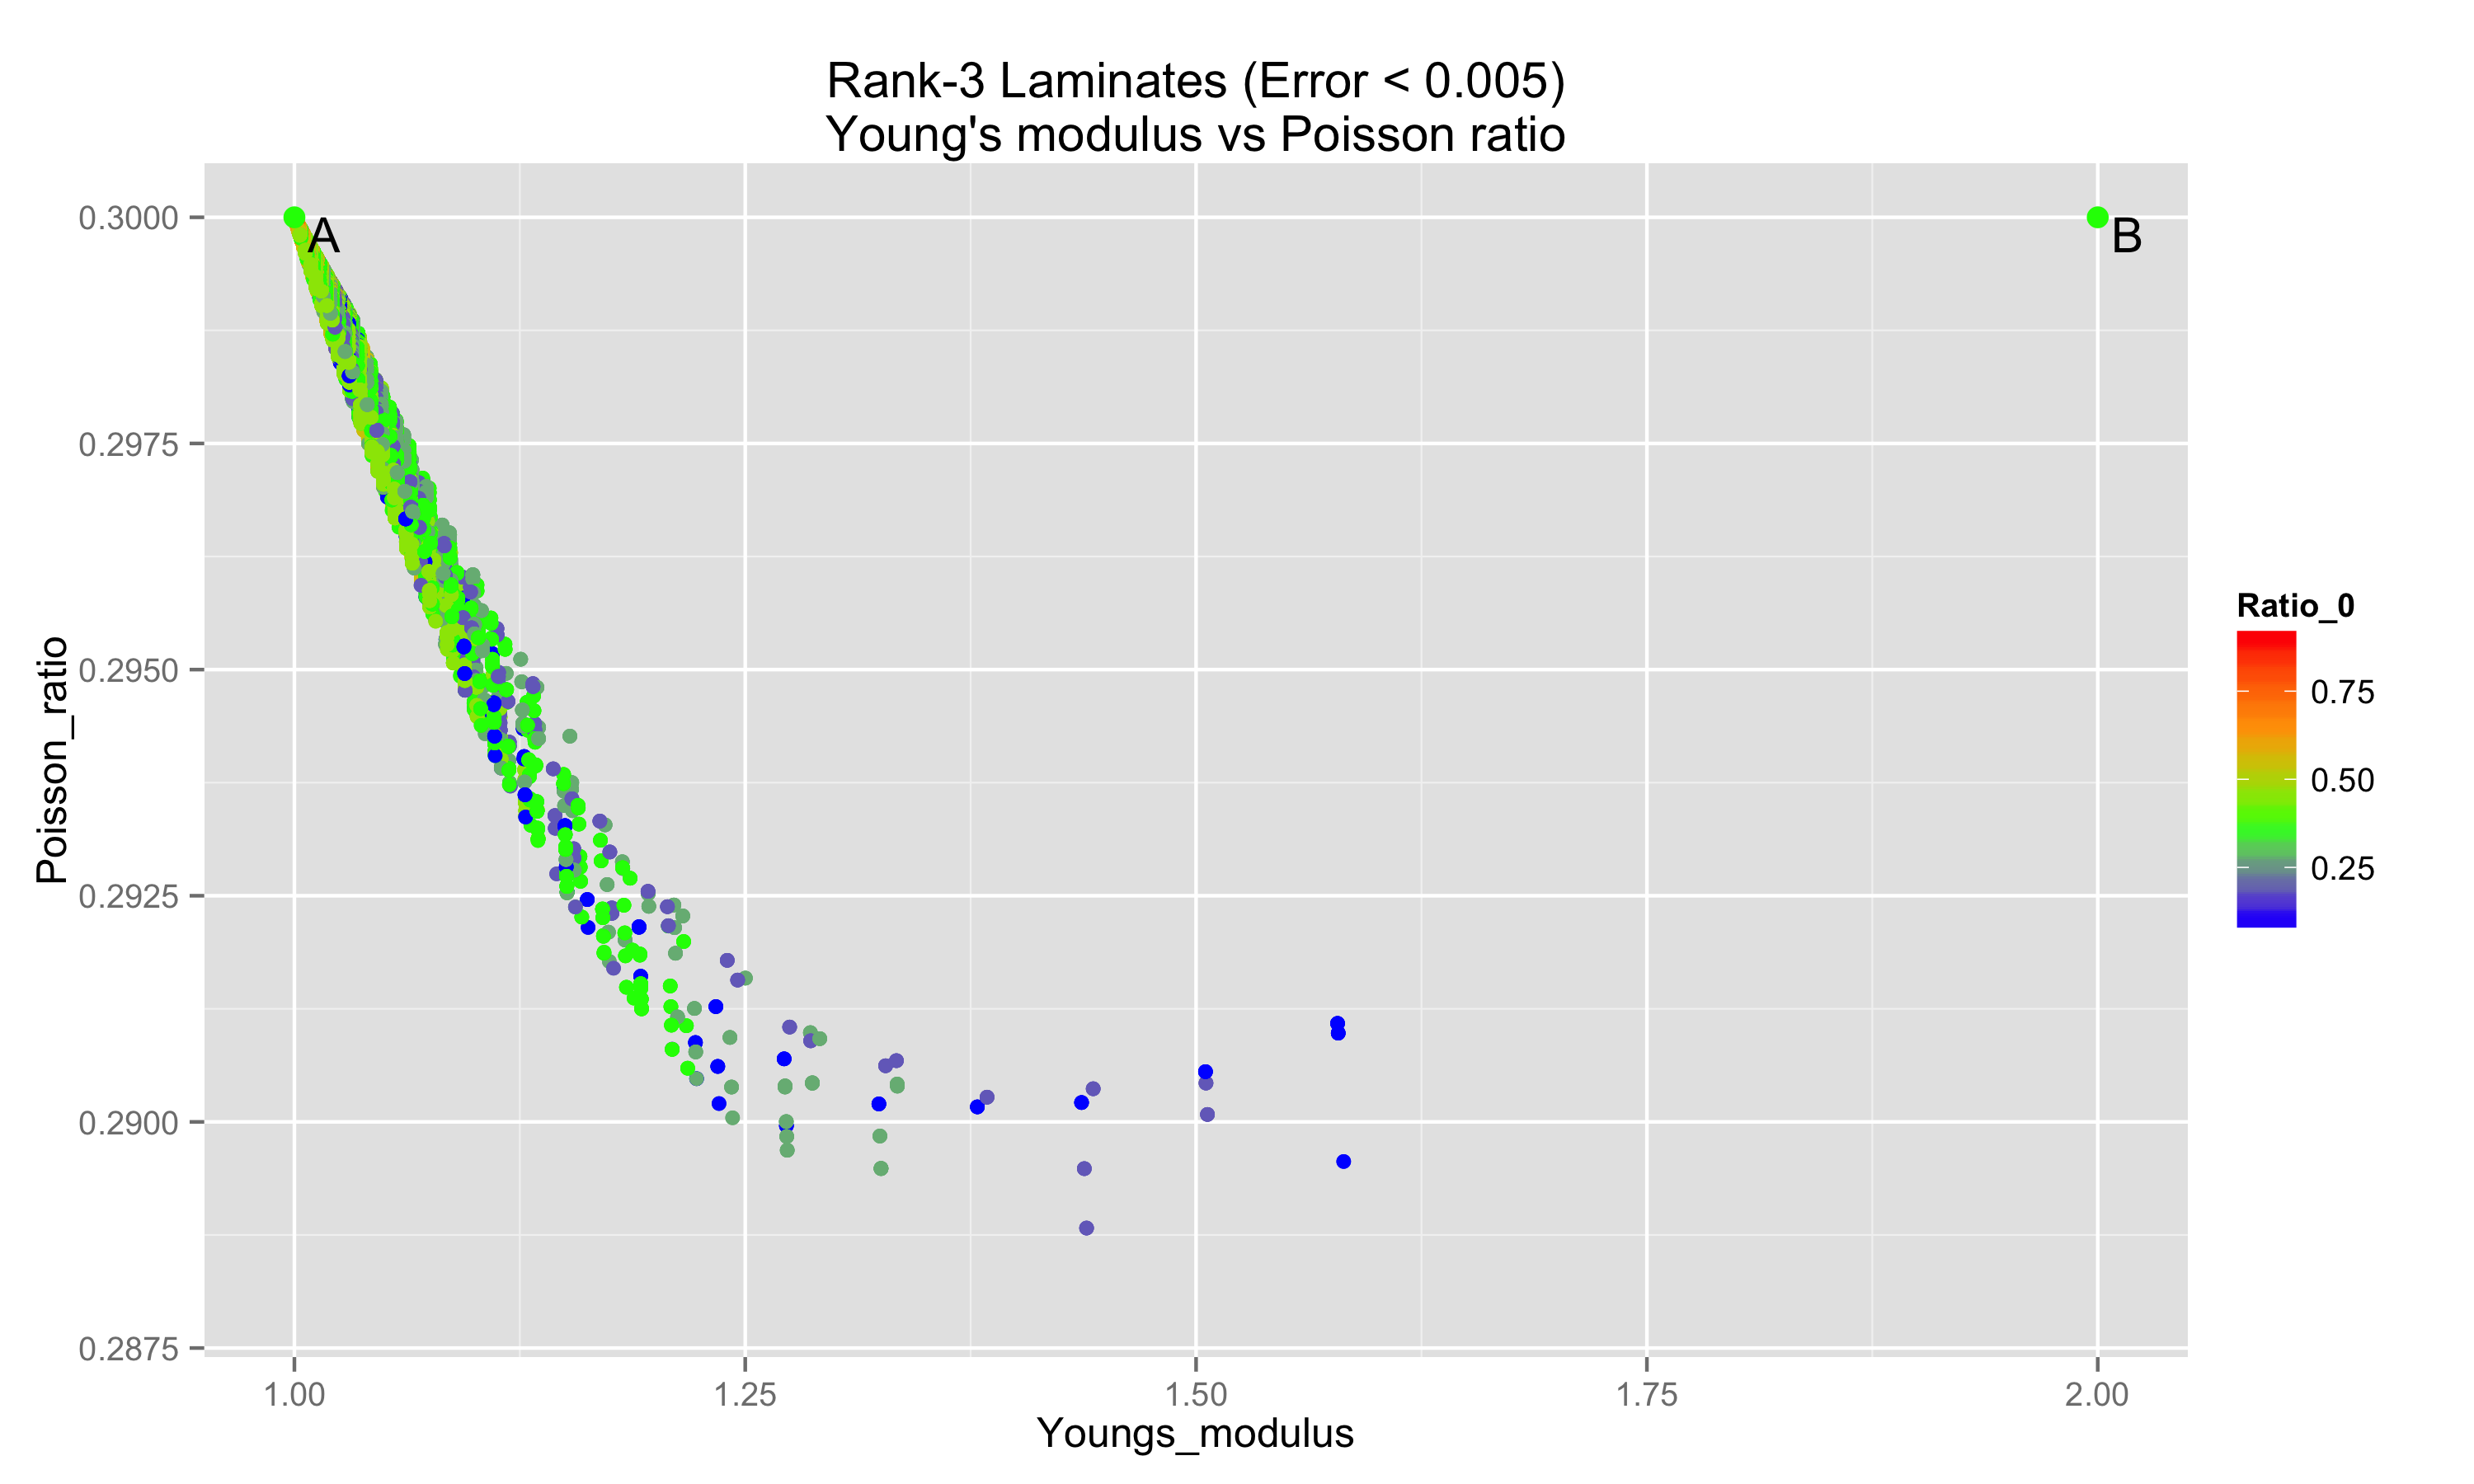 Rank-3 Laminates (Error < 0.005)
Young's modulus vs Poisson ratio
0.3000
0.2975
0.2950
0.2925
0.2900
0.2875
Poisson_ratio
A
B
1.00
1.25
1.50
1.75
2.00
Youngs_modulus
Ratio_0
0.75
0.50
0.25